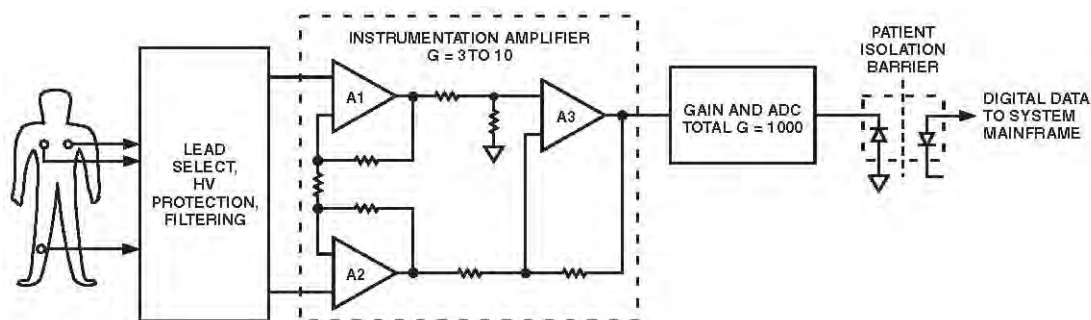 INSTRUMENTATION AMPLIFIER
G = 3 TO 10
PATIENT
ISOLATION
BARRIER
A1
A3
LEAD
SELECT,
HV
PROTECTION,
FILTERING
GAIN AND ADC
TOTAL G = 1000
DIGITAL DATA
TO SYSTEM
MAINFRAME
A2